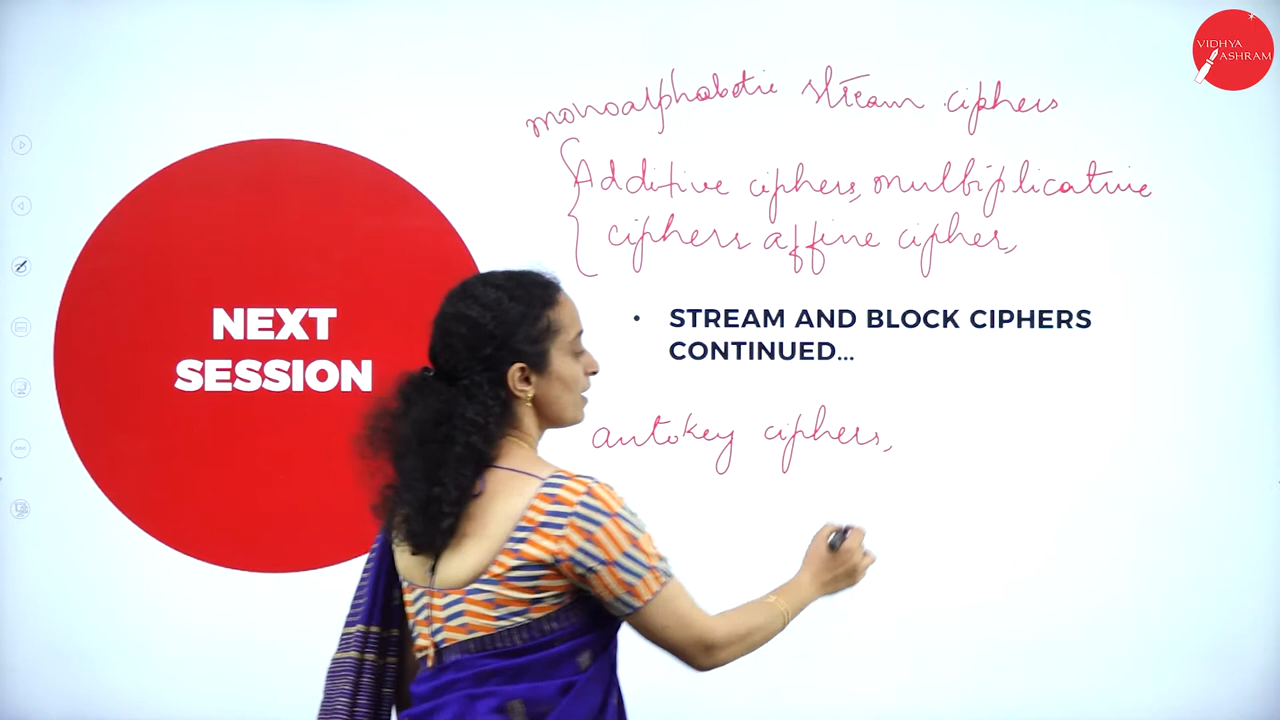 VIDHYA
ASHRAM
monoalphabetic stream ciphers
Additive ciphers, multiplicative
ciphers affine cipher,
NEXT
SESSION
• STREAM AND BLOCK CIPHERS
CONTINUED...
autokey ciphers,